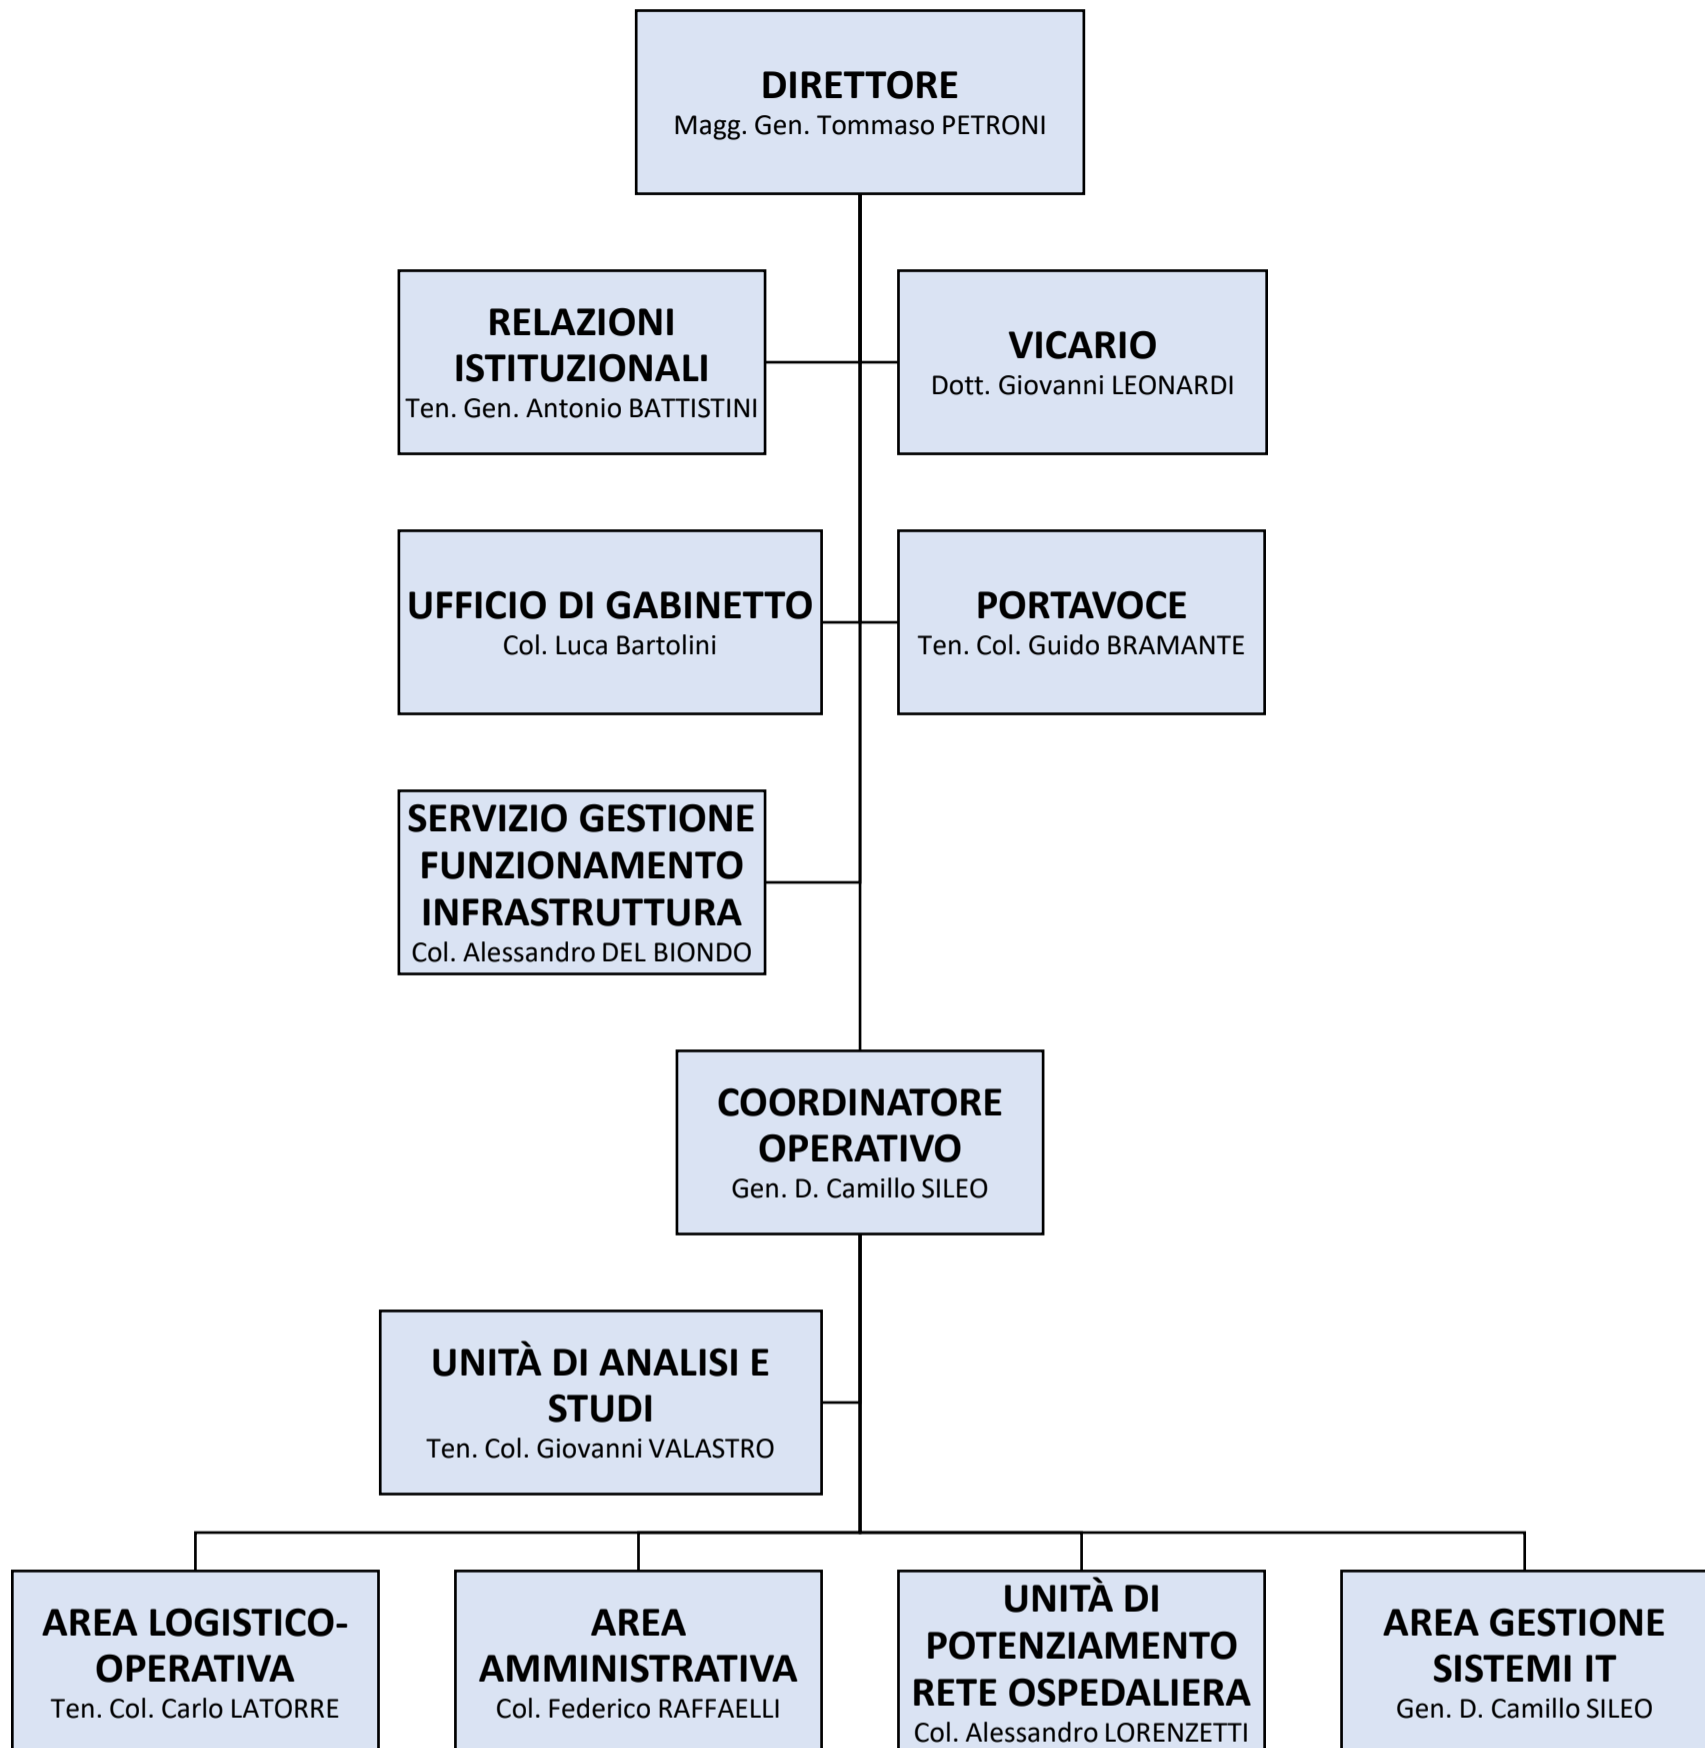 DIRETTORE
Magg. Gen. Tommaso PETRONI
RELAZIONI
ISTITUZIONALI
Ten. Gen. Antonio BATTISTINI
VICARIO
Dott. Giovanni LEONARDI
UFFICIO DI GABINETTO
Col. Luca Bartolini
PORTAVOCE
Ten. Col. Guido BRAMANTE
SERVIZIO GESTIONE
FUNZIONAMENTO
INFRASTRUTTURA
Col. Alessandro DEL BIONDO
COORDINATORE
OPERATIVO
Gen. D. Camillo SILEO
UNITÀ DI ANALISI E
STUDI
Ten. Col. Giovanni VALASTRO
AREA LOGISTICO-
OPERATIVA
Ten. Col. Carlo LATORRE
AREA
AMMINISTRATIVA
Col. Federico RAFFAELLI
UNITÀ DI
POTENZIAMENTO
RETE OSPEDALIERA
Col. Alessandro LORENZETTI
AREA GESTIONE
SISTEMI IT
Gen. D. Camillo SILEO